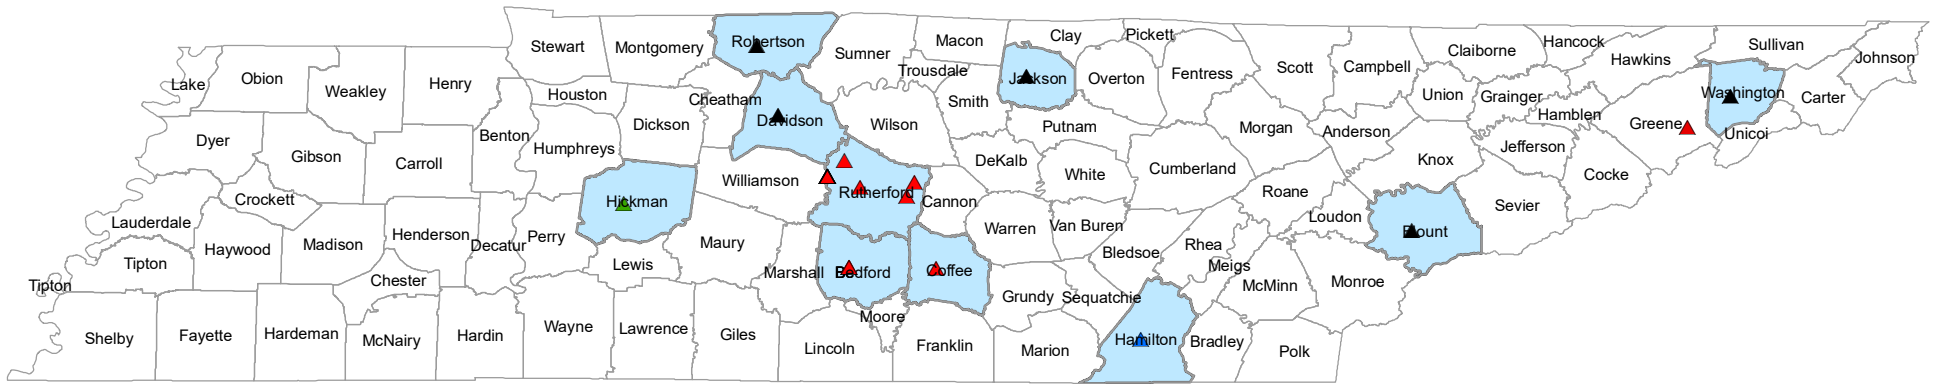 Stewart
Montgomery
Robertson
Sumner
Macon
Clay
Pickett
Trousdale
Jackson
Overton
Fentress
Scott
Campbell
Claiborne
Hancock
Hawkins
Sullivan
Johnson
Lake
Obion
Weakley
Henry
Houston
Cheatham
Dickson
Davidson
Wilson
Smith
Putnam
Morgan
Anderson
Union
Grainger
Hamblen
Greene
Washington
Carter
Unicoi
Dyer
Gibson
Carroll
Benton
Humphreys
Williamson
Rutherford
Cannon
DeKalb
White
Cumberland
Roane
Knox
Jefferson
Cocke
Sevier
Lauderdale
Crockett
Haywood
Madison
Henderson
Decatur
Perry
Hickman
Maury
Marshall
Bedford
Coffee
Warren
Van Buren
Bledsoe
Rhea
Meigs
Loudon
Blount
Tipton
Tipton
Chester
Lewis
Moore
Grundy
Sequatchie
McMinn
Monroe
Shelby
Fayette
Hardeman
McNairy
Hardin
Wayne
Lawrence
Giles
Lincoln
Franklin
Marion
Hamilton
Bradley
Polk